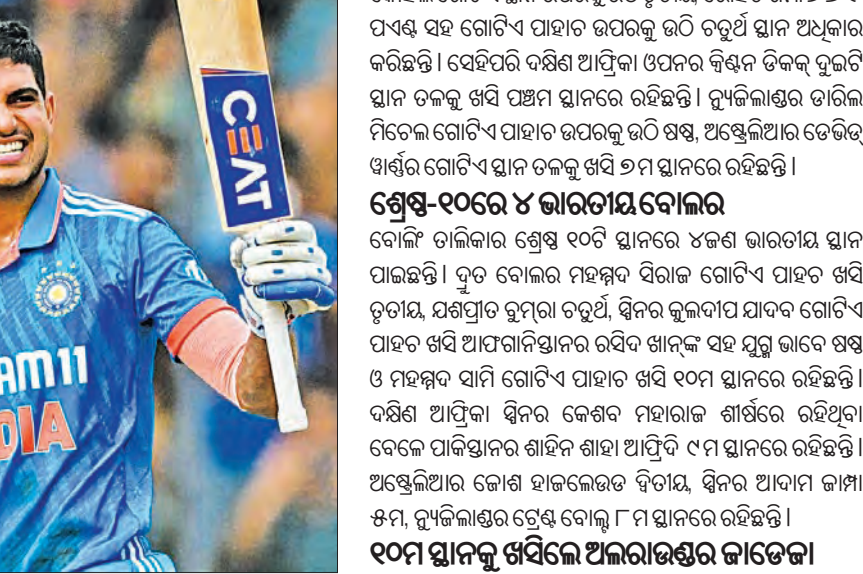 CEAT
AM11
DIA
ପଏଣ୍ଟ ସହ ଗୋଟିଏ ପାହାଚ ଉପରକୁ ଉଠି ଚତୁର୍ଥ ସ୍ଥାନ ଅଧିକାର
କରିଛନ୍ତି। ସେହିପରି ଦକ୍ଷିଣ ଆଫ୍ରିକା ଓପନର କ୍ୱିଣ୍ଟନ ଡିକକ୍ ଦୁଇଟି
ସ୍ଥାନ ତଳକୁ ଖସି ପଞ୍ଚମ ସ୍ଥାନରେ ରହିଛନ୍ତି। ନ୍ୟୁଜିଲାଣ୍ଡର ଡାରିଲ
ମିଚେଲ ଗୋଟିଏ ପାହାଚ ଉପରକୁ ଉଠି ଷଷ୍ଠ, ଅଷ୍ଟ୍ରେଲିଆର ଡେଭିଡ୍
ୱାର୍ଣ୍ଣର ଗୋଟିଏ ସ୍ଥାନ ତଳକୁ ଖସି ୭ମ ସ୍ଥାନରେ ରହିଛନ୍ତି।
ଶ୍ରେଷ୍ଠ-୧୦ରେ ୪ ଭାରତୀୟ ବୋଲର
ବୋଲିଂ ତାଲିକାର ଶ୍ରେଷ୍ଠ ୧୦ଟି ସ୍ଥାନରେ ୪ଜଣ ଭାରତୀୟ ସ୍ଥାନ
ପାଇଛନ୍ତି। ଦ୍ରୁତ ବୋଲର ମହମ୍ମଦ ସିରାଜ ଗୋଟିଏ ପାହଚ ଖସି
ତୃତୀୟ, ଯଶପ୍ରୀତ ବୁମ୍‌ରା ଚତୁର୍ଥ, ସ୍ପିନର କୁଲଦୀପ ଯାଦବ ଗୋଟିଏ
ପାହଚ ଖସି ଆଫଗାନିସ୍ତାନର ରସିଦ ଖାନ୍‌ଙ୍କ ସହ ଯୁଗ୍ମ ଭାବେ ଷଷ୍ଠ
ଓ ମହମ୍ମଦ ସାମି ଗୋଟିଏ ପାହାଚ ଖସି ୧୦ମ ସ୍ଥାନରେ ରହିଛନ୍ତି।
ଦକ୍ଷିଣ ଆଫ୍ରିକା ସ୍ପିନର କେଶବ ମହାରାଜ ଶୀର୍ଷରେ ରହିଥିବା
ବେଳେ ପାକିସ୍ତାନର ଶାହିନ ଶାହା ଆଫ୍ରିଦି ୯ମ ସ୍ଥାନରେ ରହିଛନ୍ତି।
ଅଷ୍ଟ୍ରେଲିଆର ଜୋଶ ହାଜଲେଉଡ ଦ୍ଵିତୀୟ, ସ୍ପିନର ଆଦାମ ଜାମ୍ପା
୫ମ, ନ୍ୟୁଜିଲାଣ୍ଡର ଟ୍ରେଣ୍ଟ ବୋଲ୍ଟ ୮ମ ସ୍ଥାନରେ ରହିଛନ୍ତି।
୧୦ମ ସ୍ଥାନକୁ ଖସିଲେ ଅଲରାଉଣ୍ଡର ଜାଡେଜା